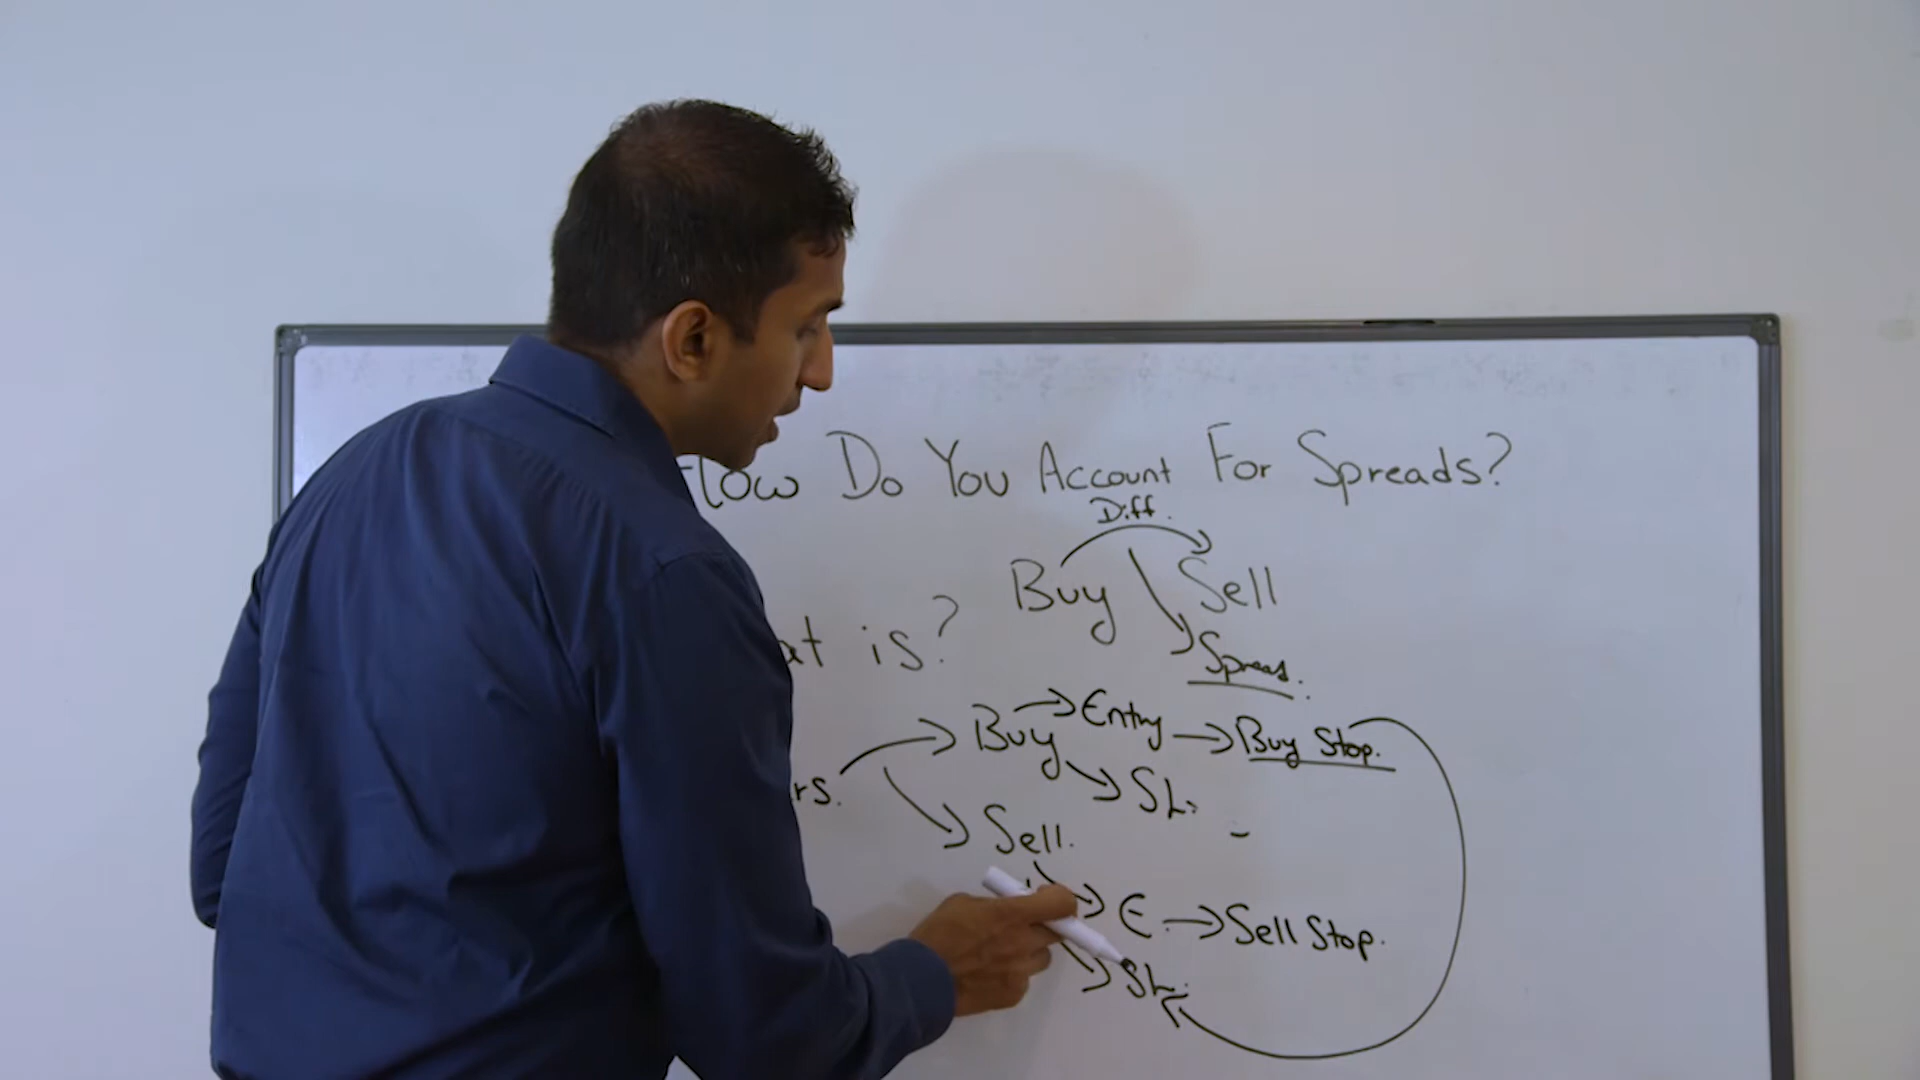 How Do You Account For Spreads?
Diff.
Buy Sell
is?
Spread.
Buy Entry Buy Stop.
rs.
SL.
Sell.
E. Sell Stop.
SL.